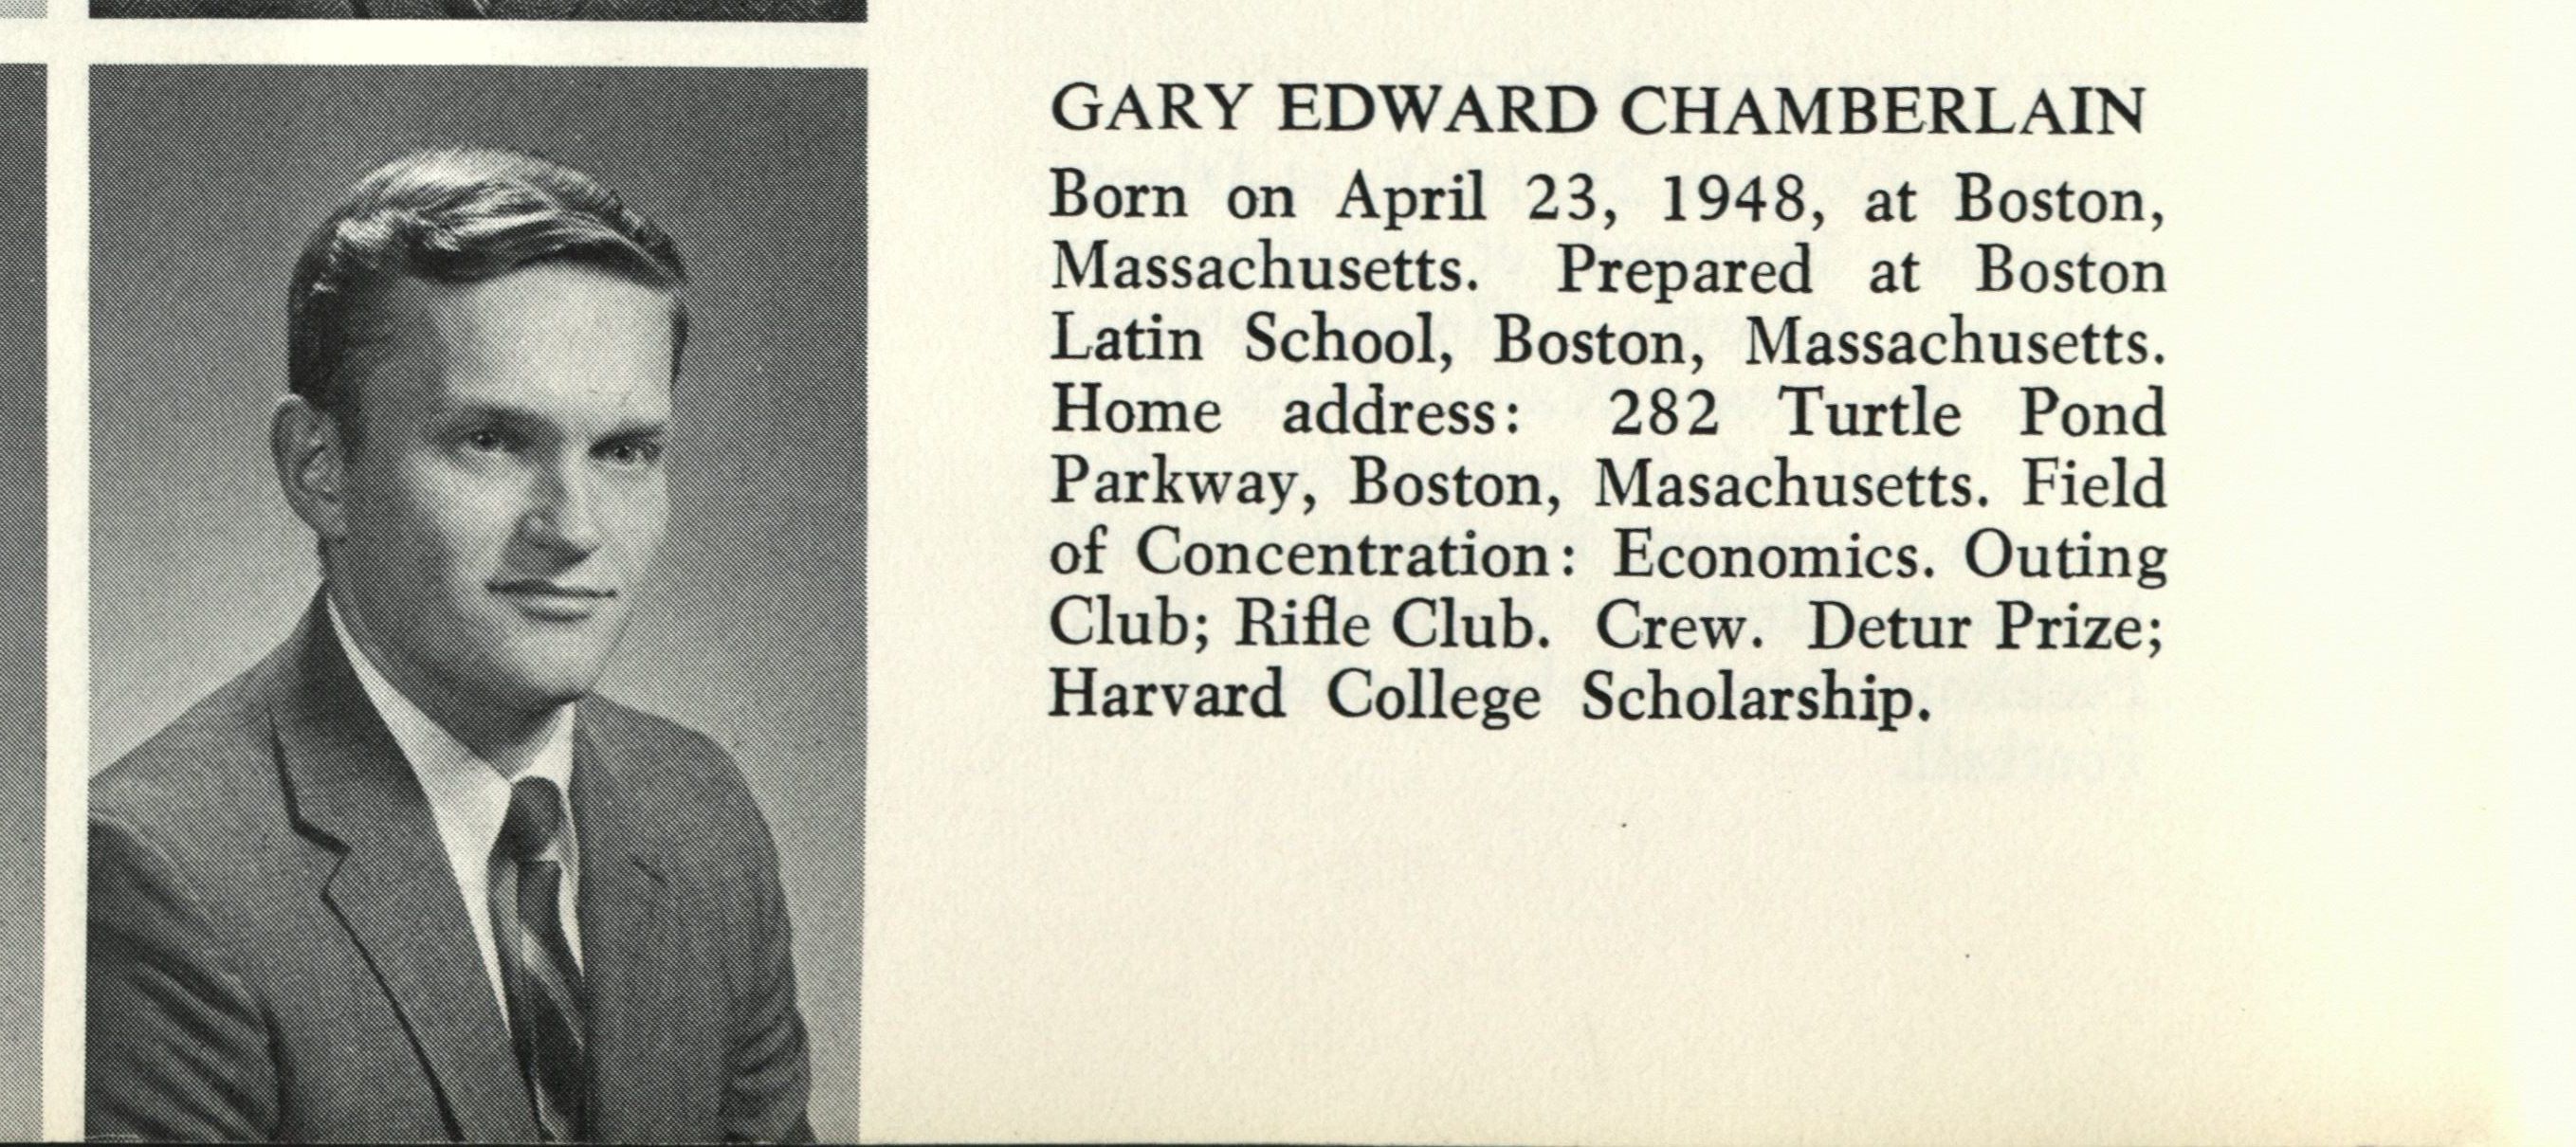 GARY EDWARD CHAMBERLAIN
Born on April 23, 1948, at Boston,
Massachusetts. Prepared at Boston
Latin School, Boston, Massachusetts.
Home address: 282 Turtle Pond
Parkway, Boston, Masachusetts. Field
of Concentration: Economics. Outing
Club; Rifle Club. Crew. Detur Prize;
Harvard College Scholarship.